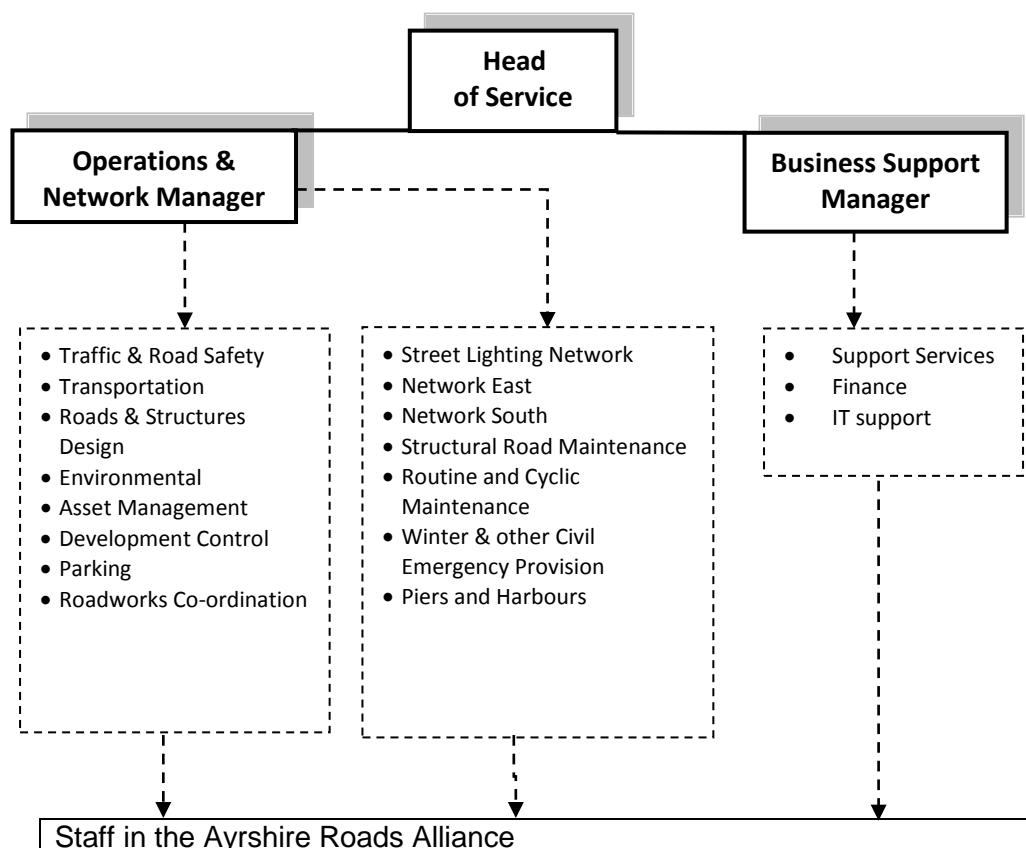 Head
of Service
Operations &
Network Manager
Business Support
Manager
• Traffic & Road Safety
• Transportation
• Roads & Structures
Design
• Environmental
• Asset Management
• Development Control
• Parking
• Roadworks Co-ordination
• Street Lighting Network
• Network East
• Network South
• Structural Road Maintenance
• Routine and Cyclic
Maintenance
• Winter & other Civil
Emergency Provision
• Piers and Harbours
• Support Services
• Finance
• IT support
Staff in the Ayrshire Roads Alliance